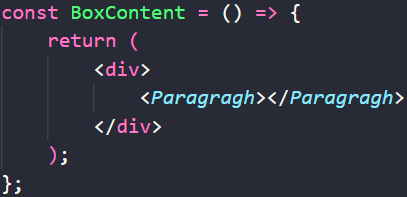 const BoxContent = () => {
    return (
        <div>
            <Paragragh></Paragragh>
        </div>
    );
};